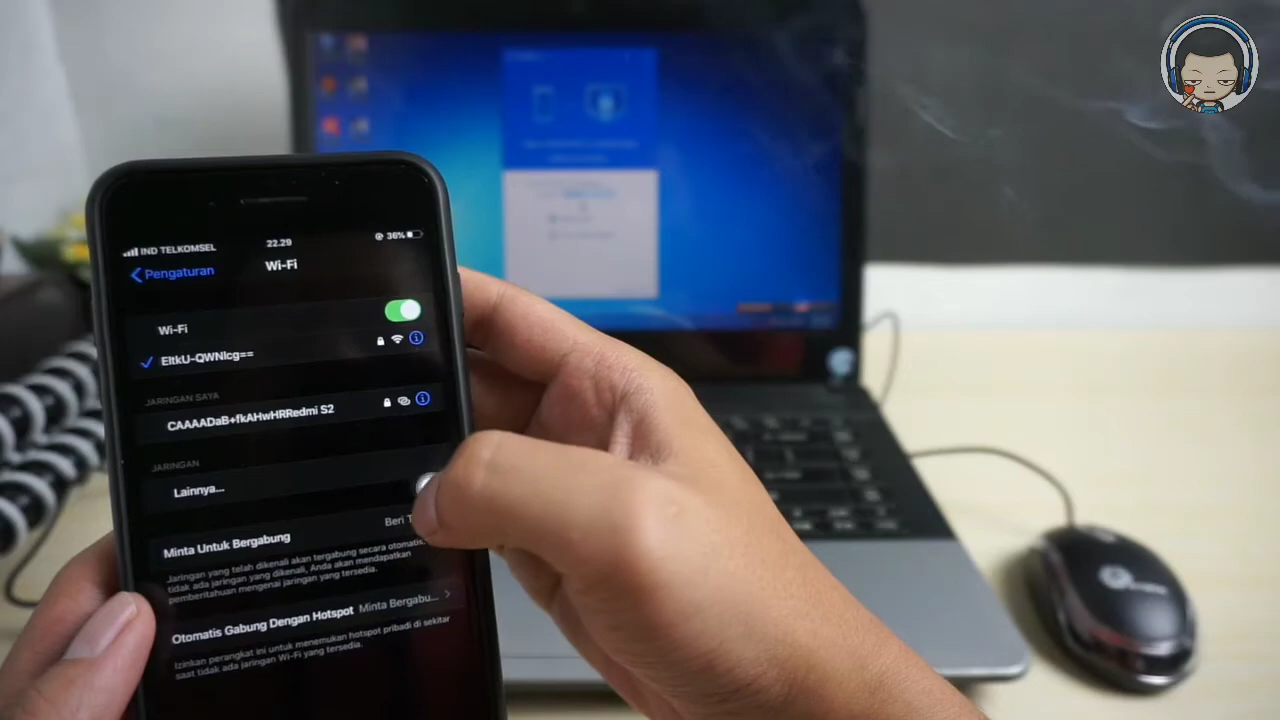 IND TELKOMSEL 22.29 36%
Pengaturan Wi-Fi
Wi-Fi
EltkU-QWNlcg==
JARINGAN SAYA
CAAAADaB+fkAHwHRRedmi S2
JARINGAN
Lainnya...
Minta Untuk Bergabung Beri
Jaringan yang telah dikenali akan tergabung secara otomatis.
tidak ada jaringan yang dikenali, Anda akan mendapatkan
pemberitahuan mengenai jaringan yang tersedia.
Otomatis Gabung Dengan Hotspot Minta Bergabu...
Izinkan perangkat ini untuk menemukan hotspot pribadi di sekitar
saat tidak ada jaringan Wi-Fi yang tersedia.